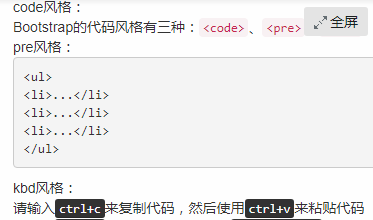 code风格：
Bootstrap的代码风格有三种：<code>、<pre>
全屏
pre风格：
<ul>
<li>...</li>
<li>...</li>
<li>...</li>
</ul>
kbd风格：
请输入ctrl+c来复制代码，然后使用ctrl+v来粘贴代码